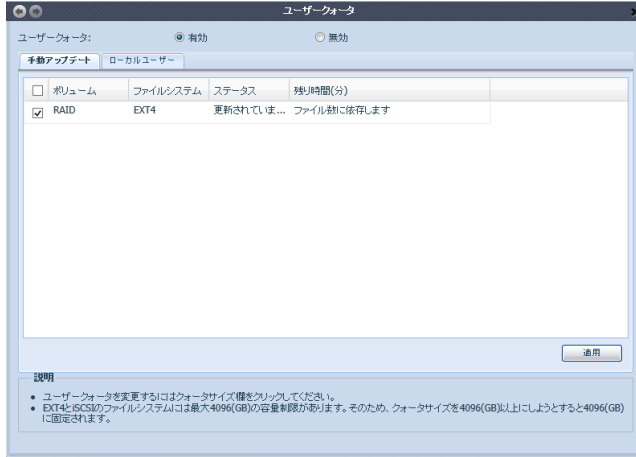 ユーザークォータ
ユーザークォータ: 有効 無効
手動アップデート ローカルユーザー
ボリューム ファイルシステム ステータス 残り時間(分)
RAID EXT4 更新されていま... ファイル数に依存します
適用
説明
ユーザークォータを変更するにはクォータサイズ欄をクリックしてください。
EXT4とiSCSIのファイルシステムには最大4096(GB)の容量制限があります。そのため、クォータサイズを4096(GB)以上にしようとすると4096(GB)
に固定されます。